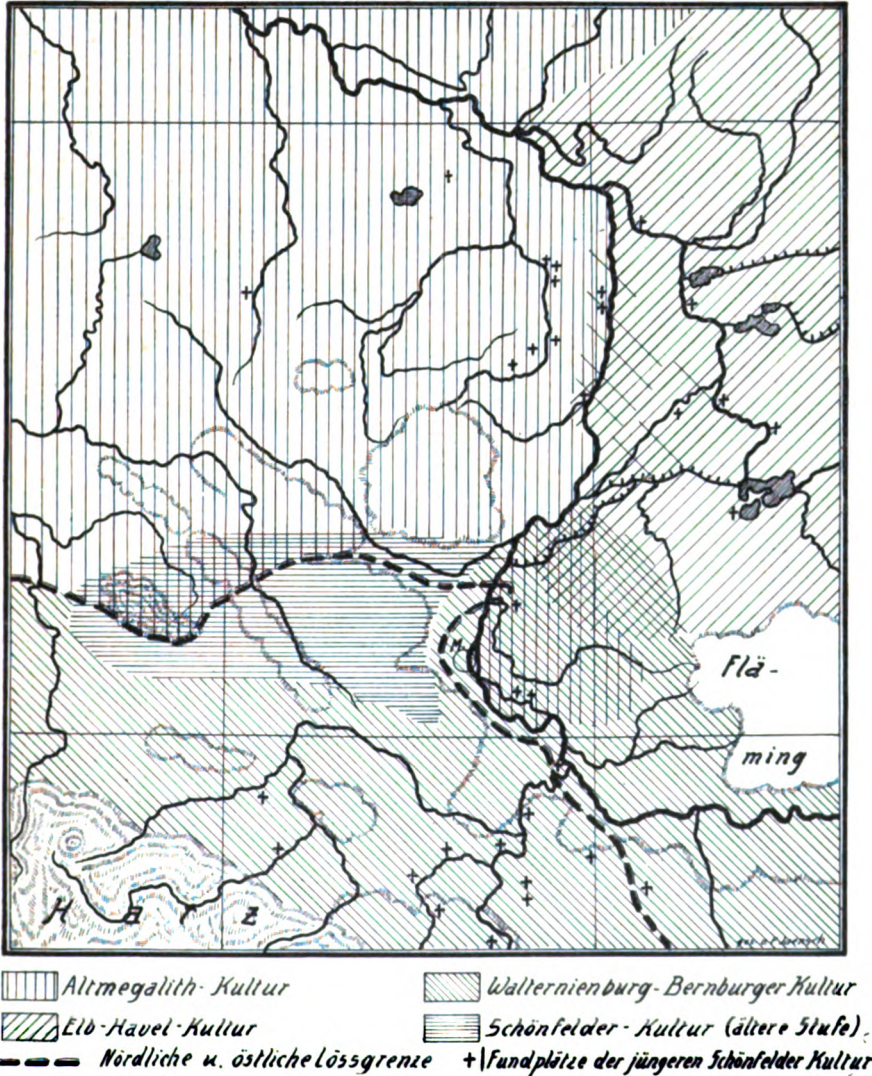 M.
Flä-
ming
H a z
Altmegalith-Kultur
Walternienburg-Bernburger Kultur
Elb-Havel-Kultur
Schönfelder-Kultur (ältere Stufe).
Nördliche u. östliche Lössgrenze
+ Fundplätze der jüngeren Schönfelder Kultur